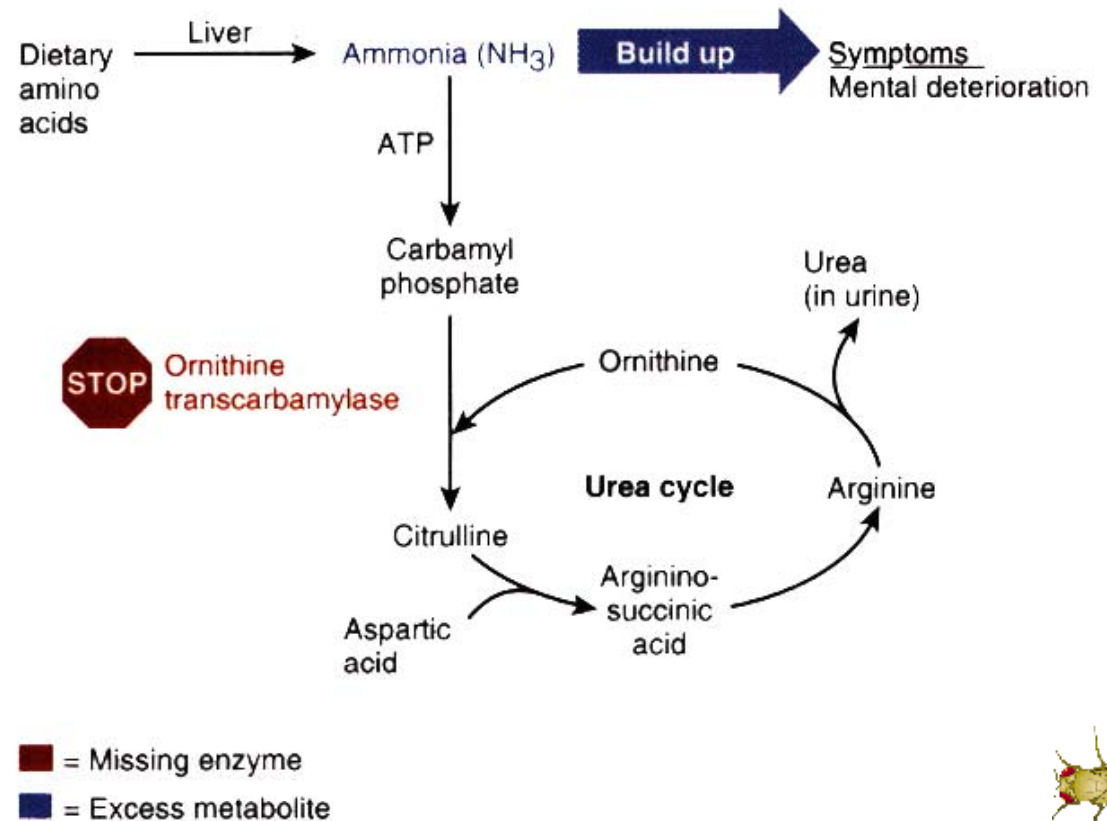 Dietary
amino
acids
Liver
Ammonia (NH3)
Build up
Symptoms
Mental deterioration
ATP
Carbamyl
phosphate
Urea
(in urine)
STOP
Ornithine
transcarbamylase
Ornithine
Urea cycle
Arginine
Citrulline
Arginino-
succinic
acid
Aspartic
acid
= Missing enzyme
= Excess metabolite